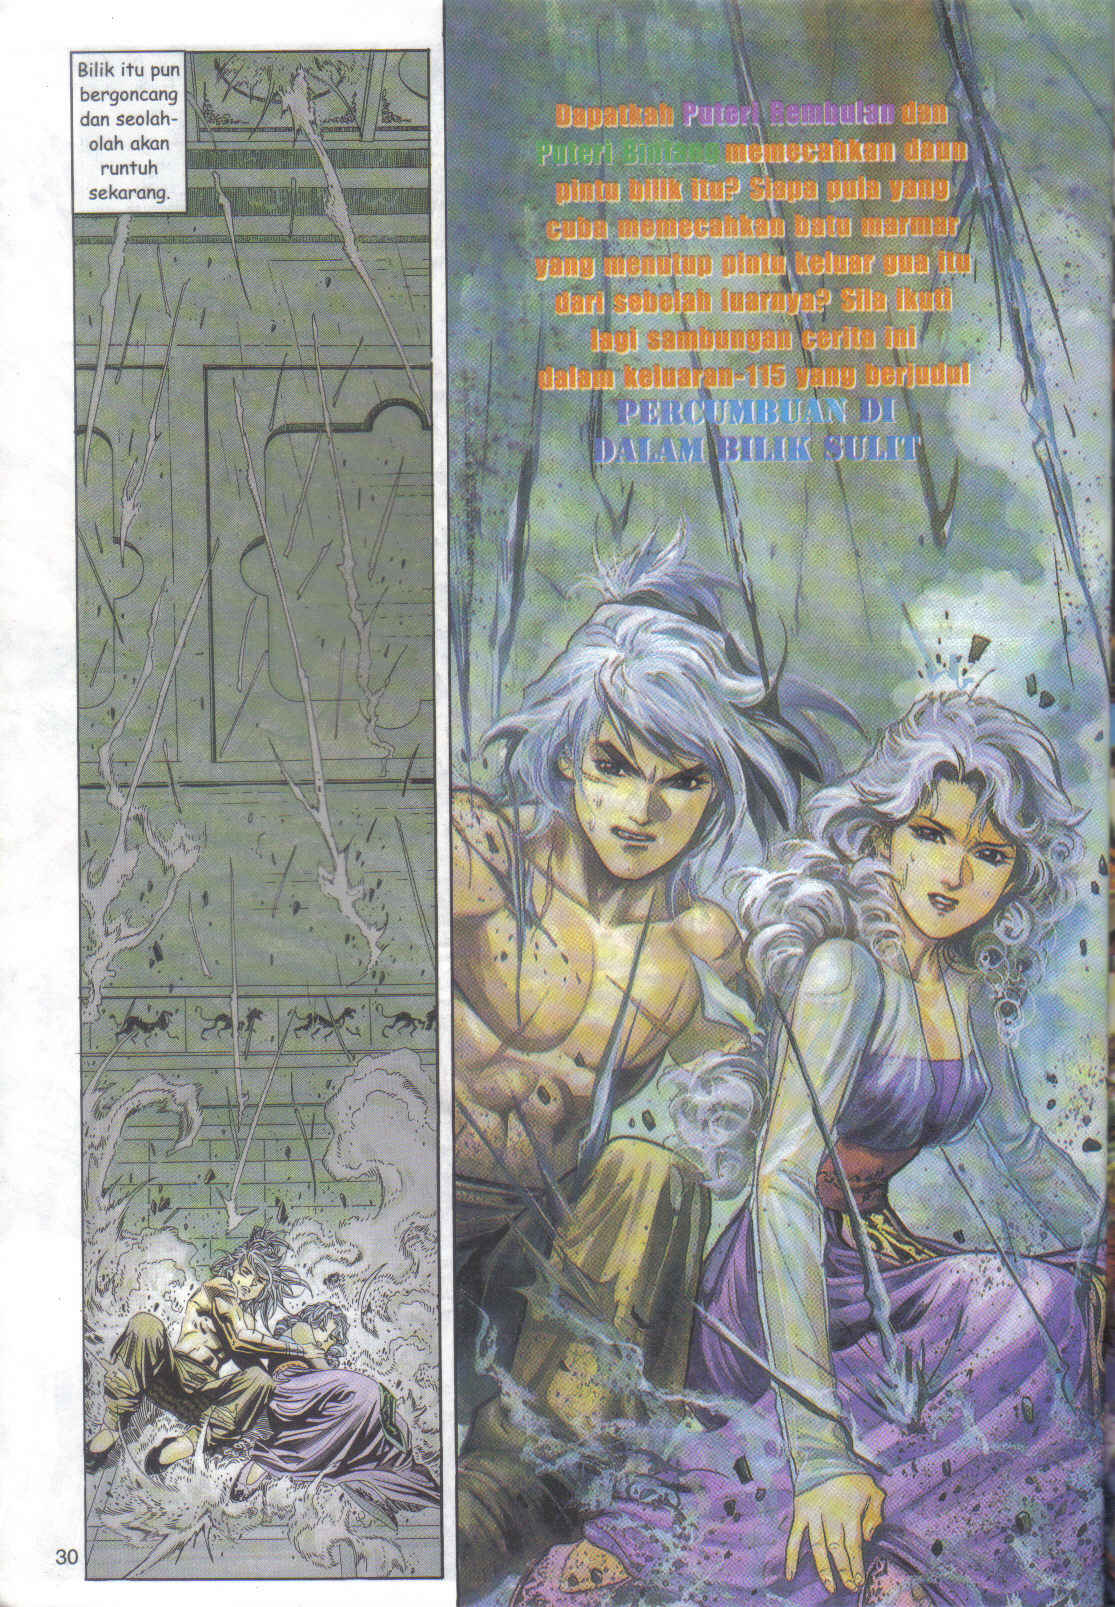 Bilik itu pun
bergoncang
dan seolah-
olah akan
runtuh
sekarang.
Dapatkah Puteri Rembulan dan
Puteri Bintang memecahkan daun
pintu bilik itu? Siapa pula yang
cuba memecahkan batu marmar
yang menutup pintu keluar gua itu
dari sebelah luarnya? Sila ikuti
lagi sambungan cerita ini
dalam keluaran-115 yang berjudul
PERCUMBUAN DI
DALAM BILIK SULIT
30